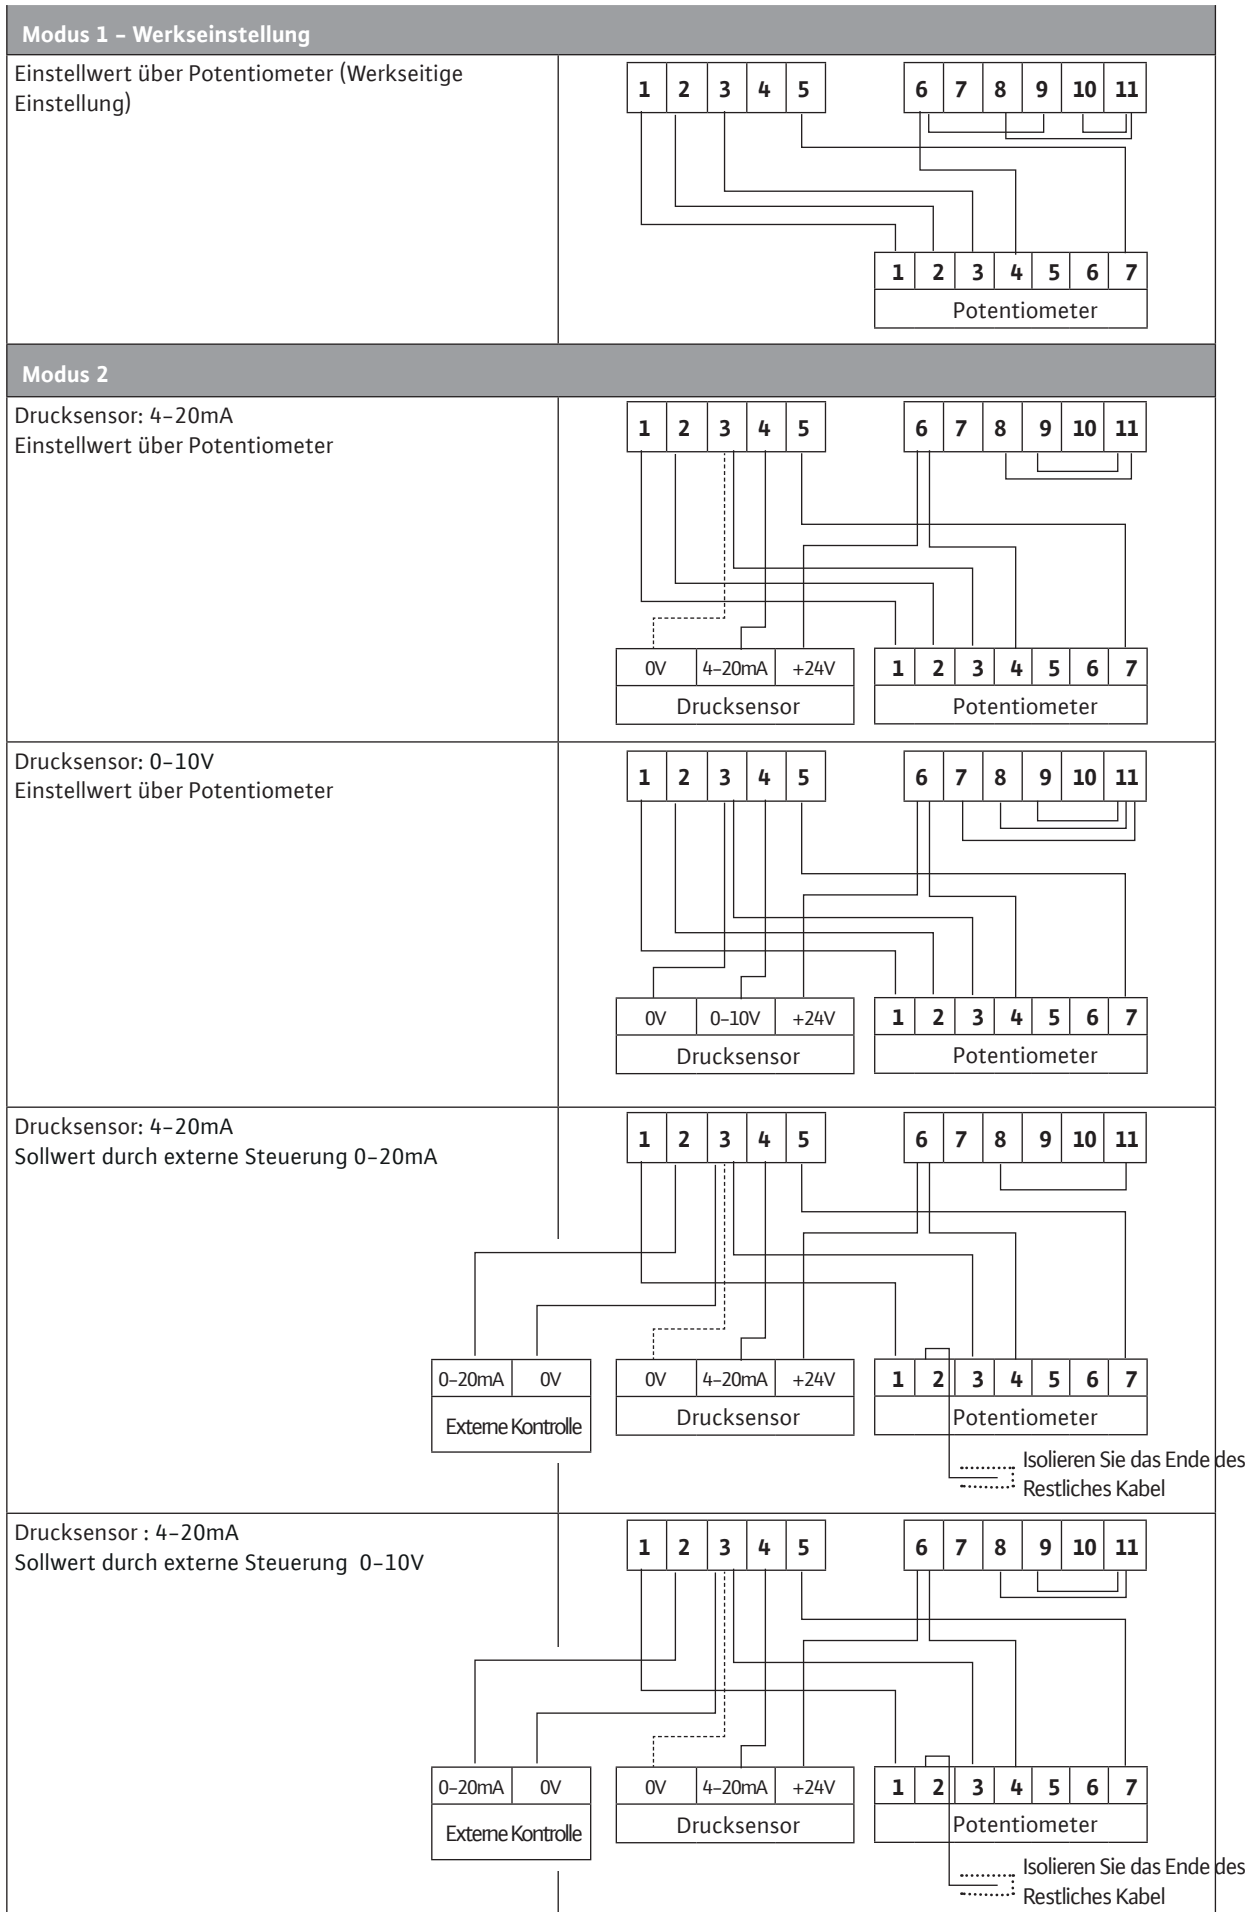 Modus 1 – Werkseinstellung
Einstellwert über Potentiometer (Werkseitige
Einstellung)
1 2 3 4 5 6 7 8 9 10 11
1 2 3 4 5 6 7
Potentiometer
Modus 2
Drucksensor: 4–20mA
Einstellwert über Potentiometer
1 2 3 4 5 6 7 8 9 10 11
0V 4–20mA +24V 1 2 3 4 5 6 7
Drucksensor Potentiometer
Drucksensor: 0–10V
Einstellwert über Potentiometer
1 2 3 4 5 6 7 8 9 10 11
0V 0–10V +24V 1 2 3 4 5 6 7
Drucksensor Potentiometer
Drucksensor: 4–20mA
Sollwert durch externe Steuerung 0–20mA
1 2 3 4 5 6 7 8 9 10 11
0–20mA 0V 0V 4–20mA +24V 1 2 3 4 5 6 7
Externe Kontrolle Drucksensor Potentiometer
Isolieren Sie das Ende des
Restliches Kabel
Drucksensor : 4–20mA
Sollwert durch externe Steuerung 0–10V
1 2 3 4 5 6 7 8 9 10 11
0–20mA 0V 0V 4–20mA +24V 1 2 3 4 5 6 7
Externe Kontrolle Drucksensor Potentiometer
Isolieren Sie das Ende des
Restliches Kabel